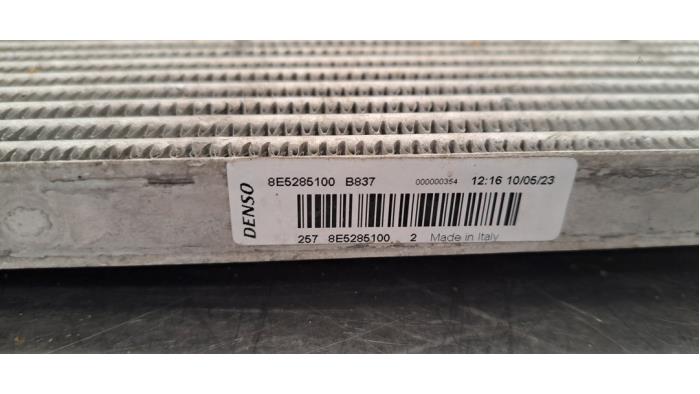 DENSO
8E5285100 B837 000000354 12:16 10/05/23
257 8E5285100 2 Made in Italy